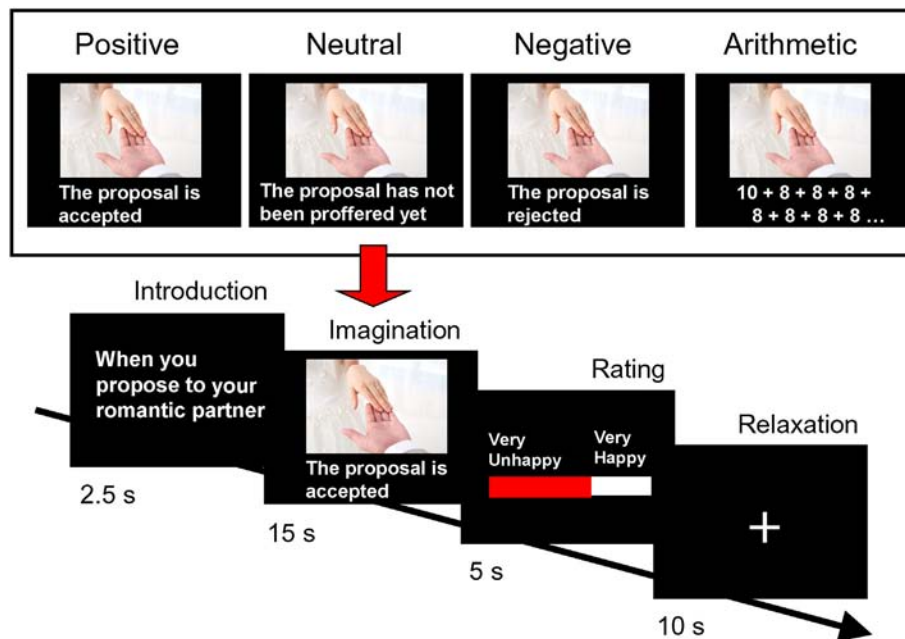 Positive
Neutral
Negative
Arithmetic
The proposal is
accepted
The proposal has not
been proffered yet
The proposal is
rejected
10 + 8 + 8 + 8 +
8 + 8 + 8 + 8 ...
Introduction
When you
propose to your
romantic partner
2.5 s
Imagination
The proposal is
accepted
15 s
Rating
Very
Unhappy
Very
Happy
5 s
Relaxation
+
10 s